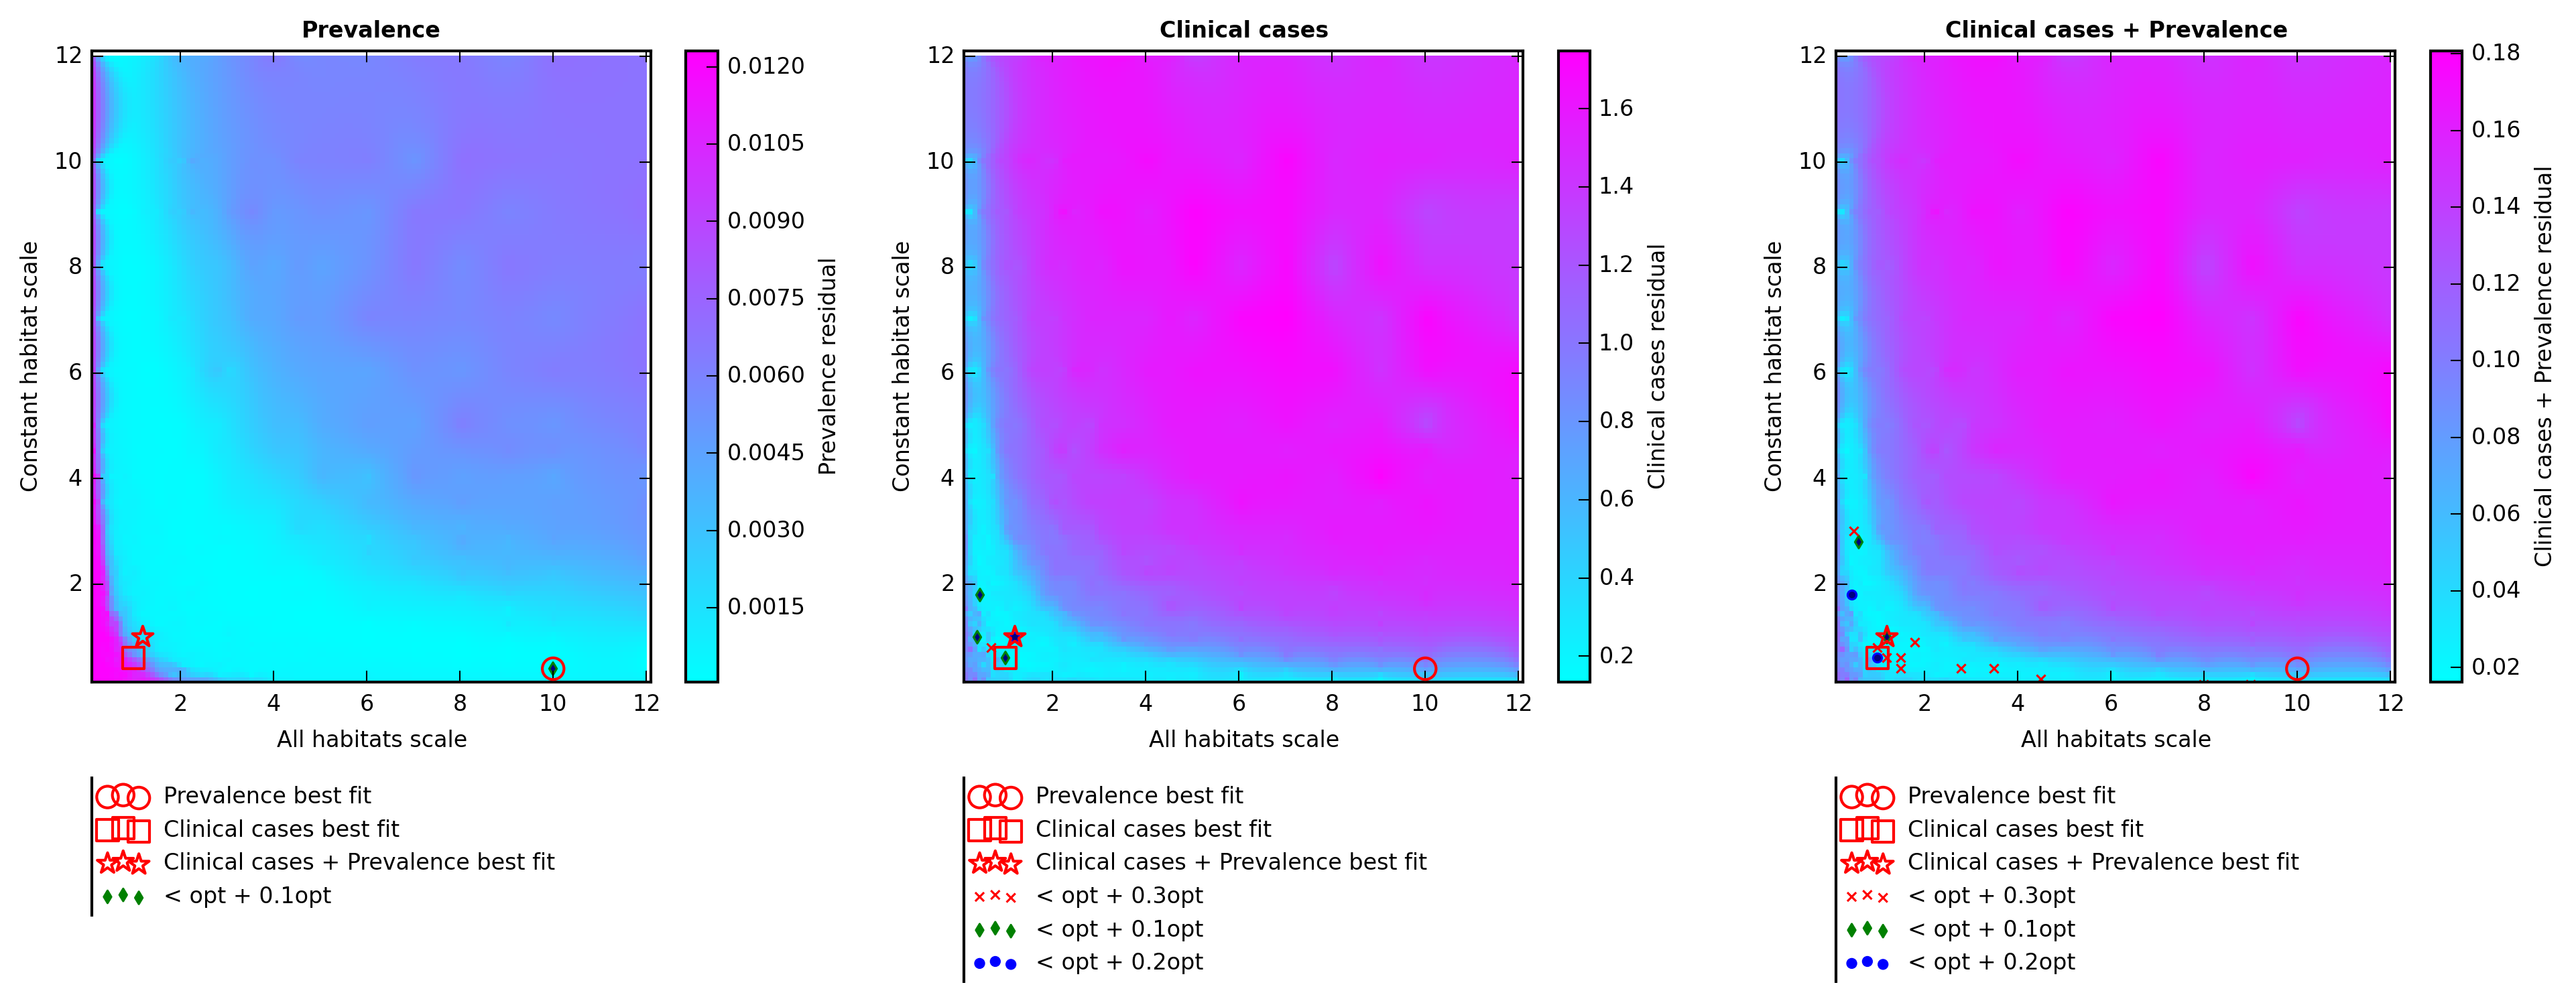 Prevalence
Constant habitat scale
12
10
8
6
4
2
2 4 6 8 10 12
All habitats scale
0.0120
0.0105
0.0090
0.0075
0.0060
0.0045
0.0030
0.0015
Prevalence residual
Prevalence best fit
Clinical cases best fit
Clinical cases + Prevalence best fit
< opt + 0.1opt
Clinical cases
Constant habitat scale
12
10
8
6
4
2
2 4 6 8 10 12
All habitats scale
1.6
1.4
1.2
1.0
0.8
0.6
0.4
0.2
Clinical cases residual
Prevalence best fit
Clinical cases best fit
Clinical cases + Prevalence best fit
< opt + 0.3opt
< opt + 0.1opt
< opt + 0.2opt
Clinical cases + Prevalence
Constant habitat scale
12
10
8
6
4
2
2 4 6 8 10 12
All habitats scale
0.18
0.16
0.14
0.12
0.10
0.08
0.06
0.04
0.02
Clinical cases + Prevalence residual
Prevalence best fit
Clinical cases best fit
Clinical cases + Prevalence best fit
< opt + 0.3opt
< opt + 0.1opt
< opt + 0.2opt